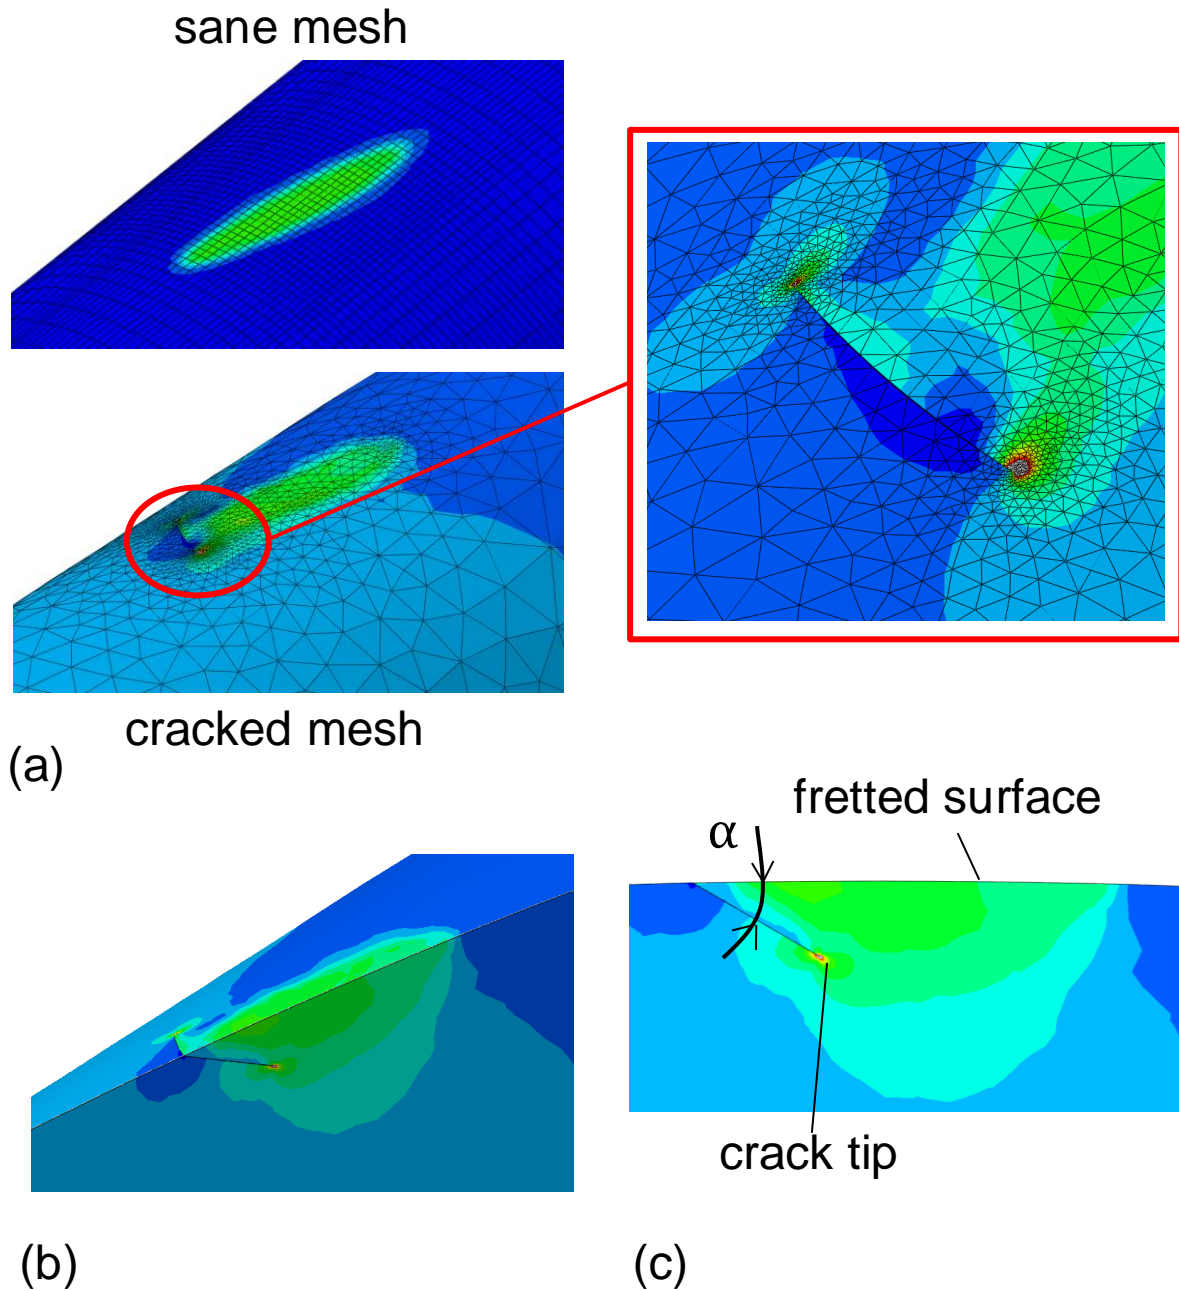 sane mesh
cracked mesh
(a)
fretted surface
α
crack tip
(b)
(c)